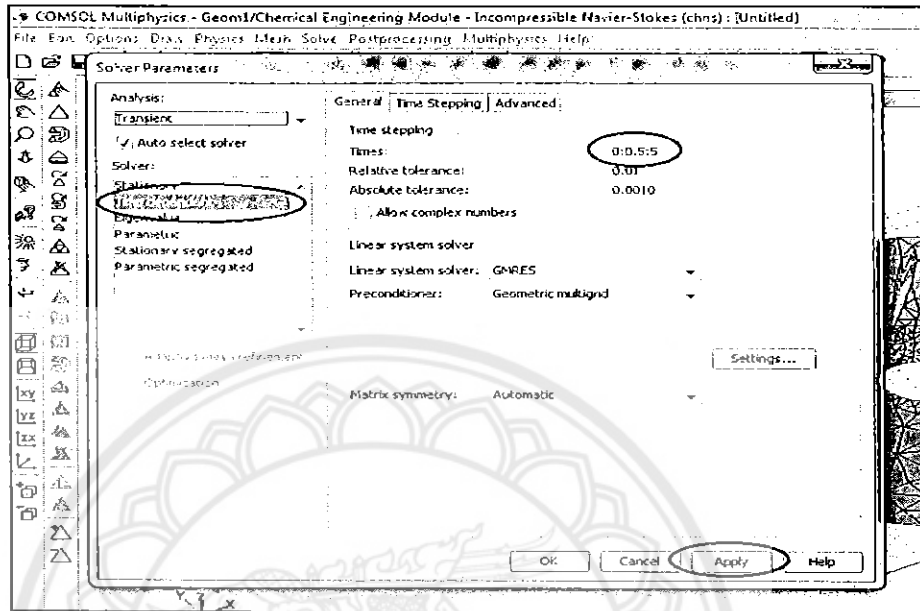 COMSOL Multiphysics - Geom1/Chemical Engineering Module - Incompressible Navier-Stokes (chns) : [Untitled]
File Edit Options Draw Physics Mesh Solve Postprocessing Multiphysics Help
Solver Parameters
Analysis:
Transient
Auto select solver
Solver:
Stationary
Eigenvalue
Parametric
Stationary segregated
Parametric segregated
Optimization
General Time Stepping Advanced
Time stepping
Times: 0:0.5:5
Relative tolerance: 0.01
Absolute tolerance: 0.0010
Allow complex numbers
Linear system solver
Linear system solver: GMRES
Preconditioner: Geometric multigrid
Settings...
Matrix symmetry: Automatic
OK Cancel Apply Help
xy
yz
zx
Y Z X